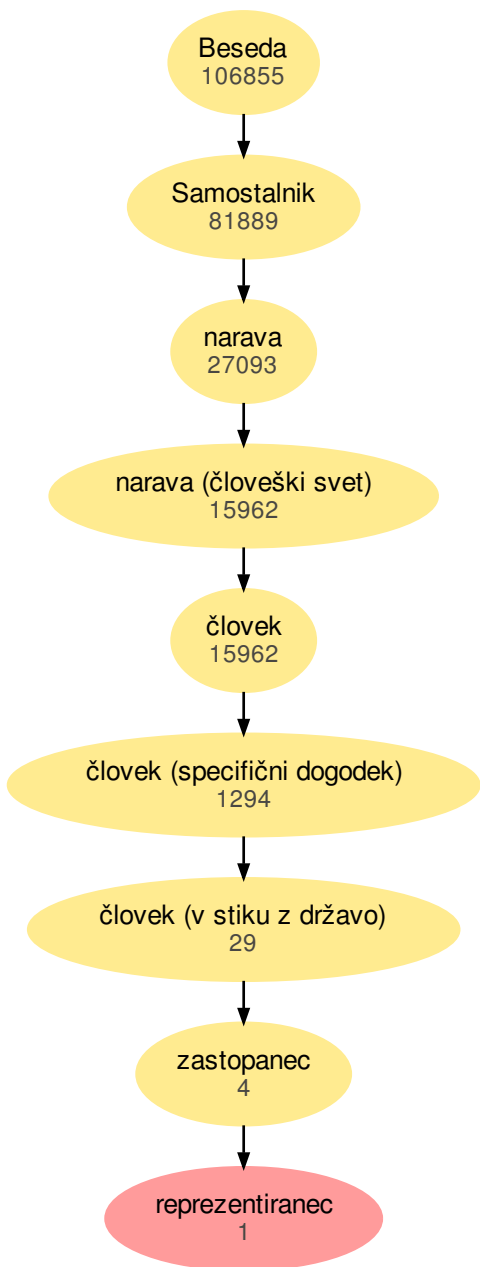 Beseda
106855
Samostalnik
81889
narava
27093
narava (človeški svet)
15962
človek
15962
človek (specifični dogodek)
1294
človek (v stiku z državo)
29
zastopanec
4
reprezentiranec
1